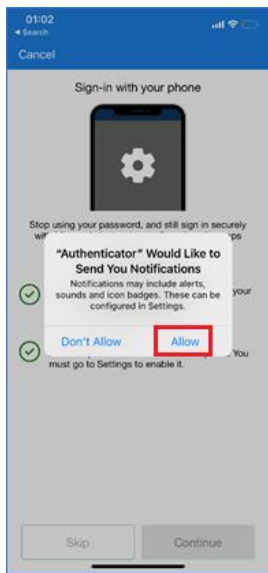 01:02
◀ Search
Cancel
Sign-in with your phone
Stop using your password, and still sign in securely
"Authenticator" Would Like to
Send You Notifications
Notifications may include alerts,
sounds and icon badges. These can be
configured in Settings.
your
Don't Allow
Allow
You
must go to Settings to enable it.
Skip
Continue